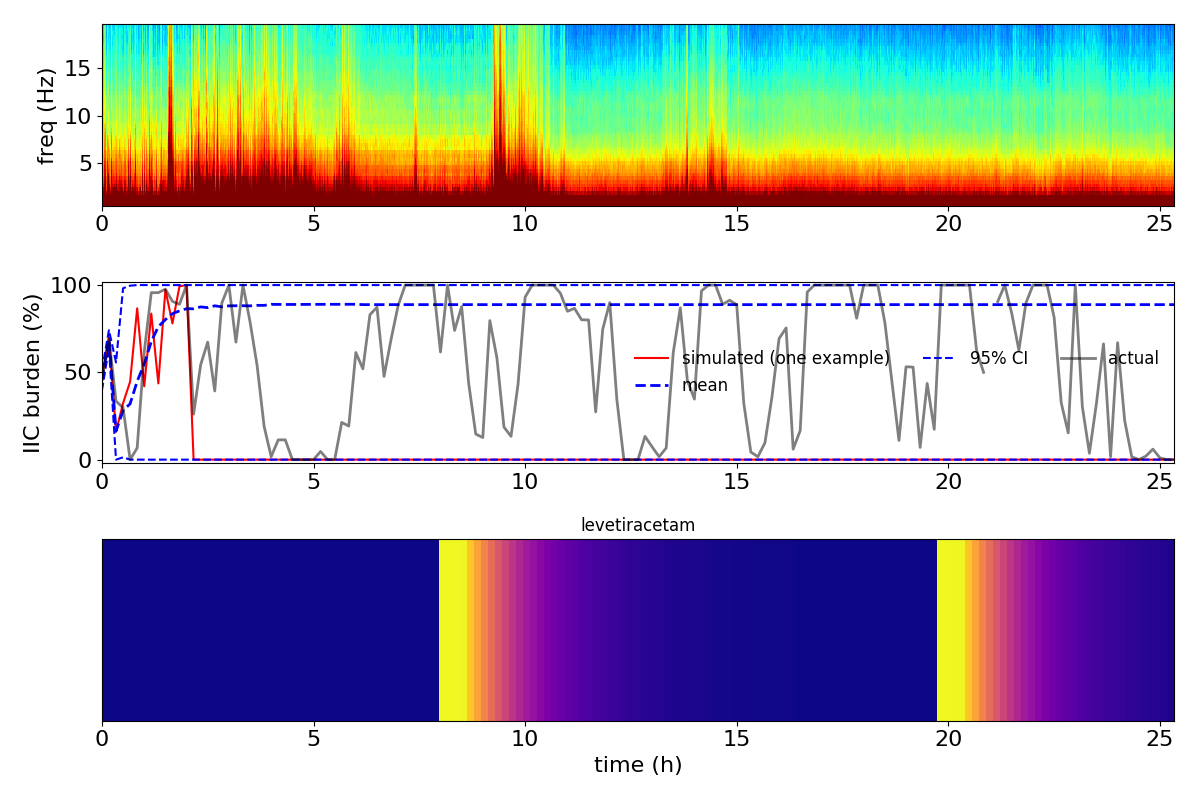 freq (Hz)
15
10
5
0 5 10 15 20 25
IIC burden (%)
100
50
0
simulated (one example)
mean
95% CI
actual
0 5 10 15 20 25
levetiracetam
0 5 10 15 20 25
time (h)